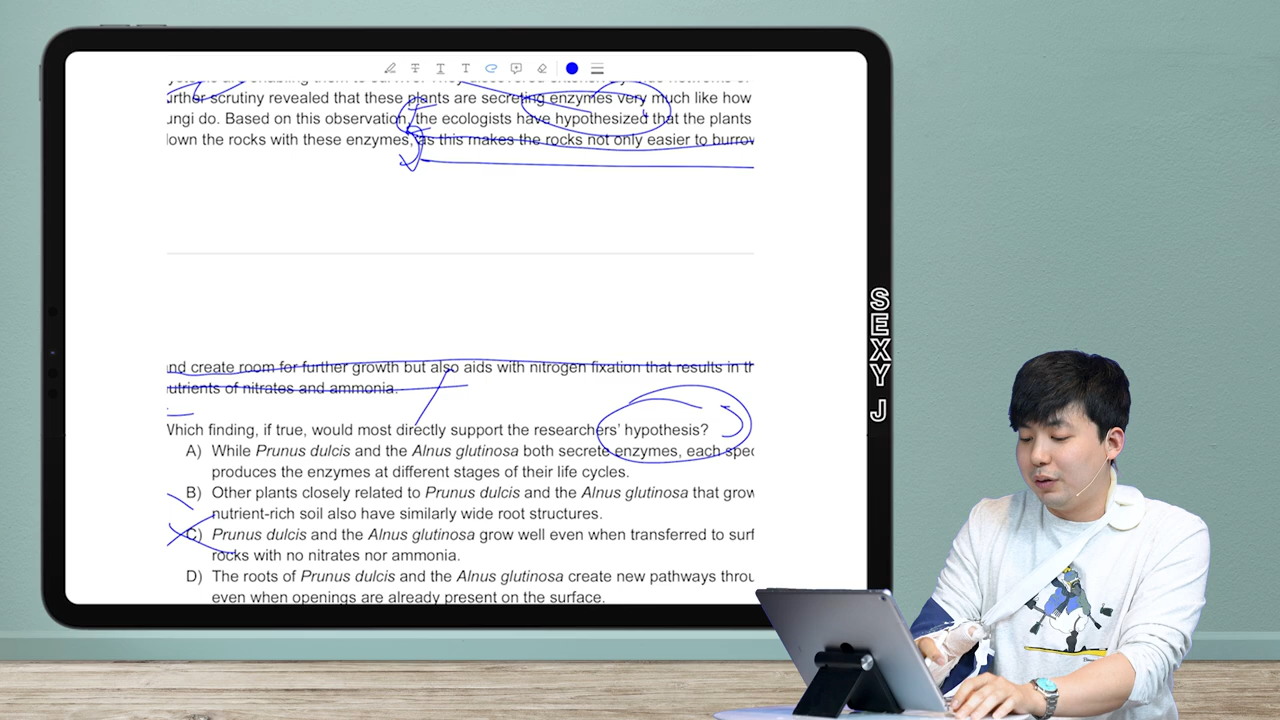 urther scrutiny revealed that these plants are secreting enzymes very much like how
ungi do. Based on this observation, the ecologists have hypothesized that the plants
down the rocks with these enzymes, as this makes the rocks not only easier to burrow
nd create room for further growth but also aids with nitrogen fixation that results in th
utrients of nitrates and ammonia.
Which finding, if true, would most directly support the researchers' hypothesis?
A) While Prunus dulcis and the Alnus glutinosa both secrete enzymes, each spec
produces the enzymes at different stages of their life cycles.
B) Other plants closely related to Prunus dulcis and the Alnus glutinosa that grow
nutrient-rich soil also have similarly wide root structures.
C) Prunus dulcis and the Alnus glutinosa grow well even when transferred to surf
rocks with no nitrates nor ammonia.
D) The roots of Prunus dulcis and the Alnus glutinosa create new pathways throu
even when openings are already present on the surface.
SEXY J